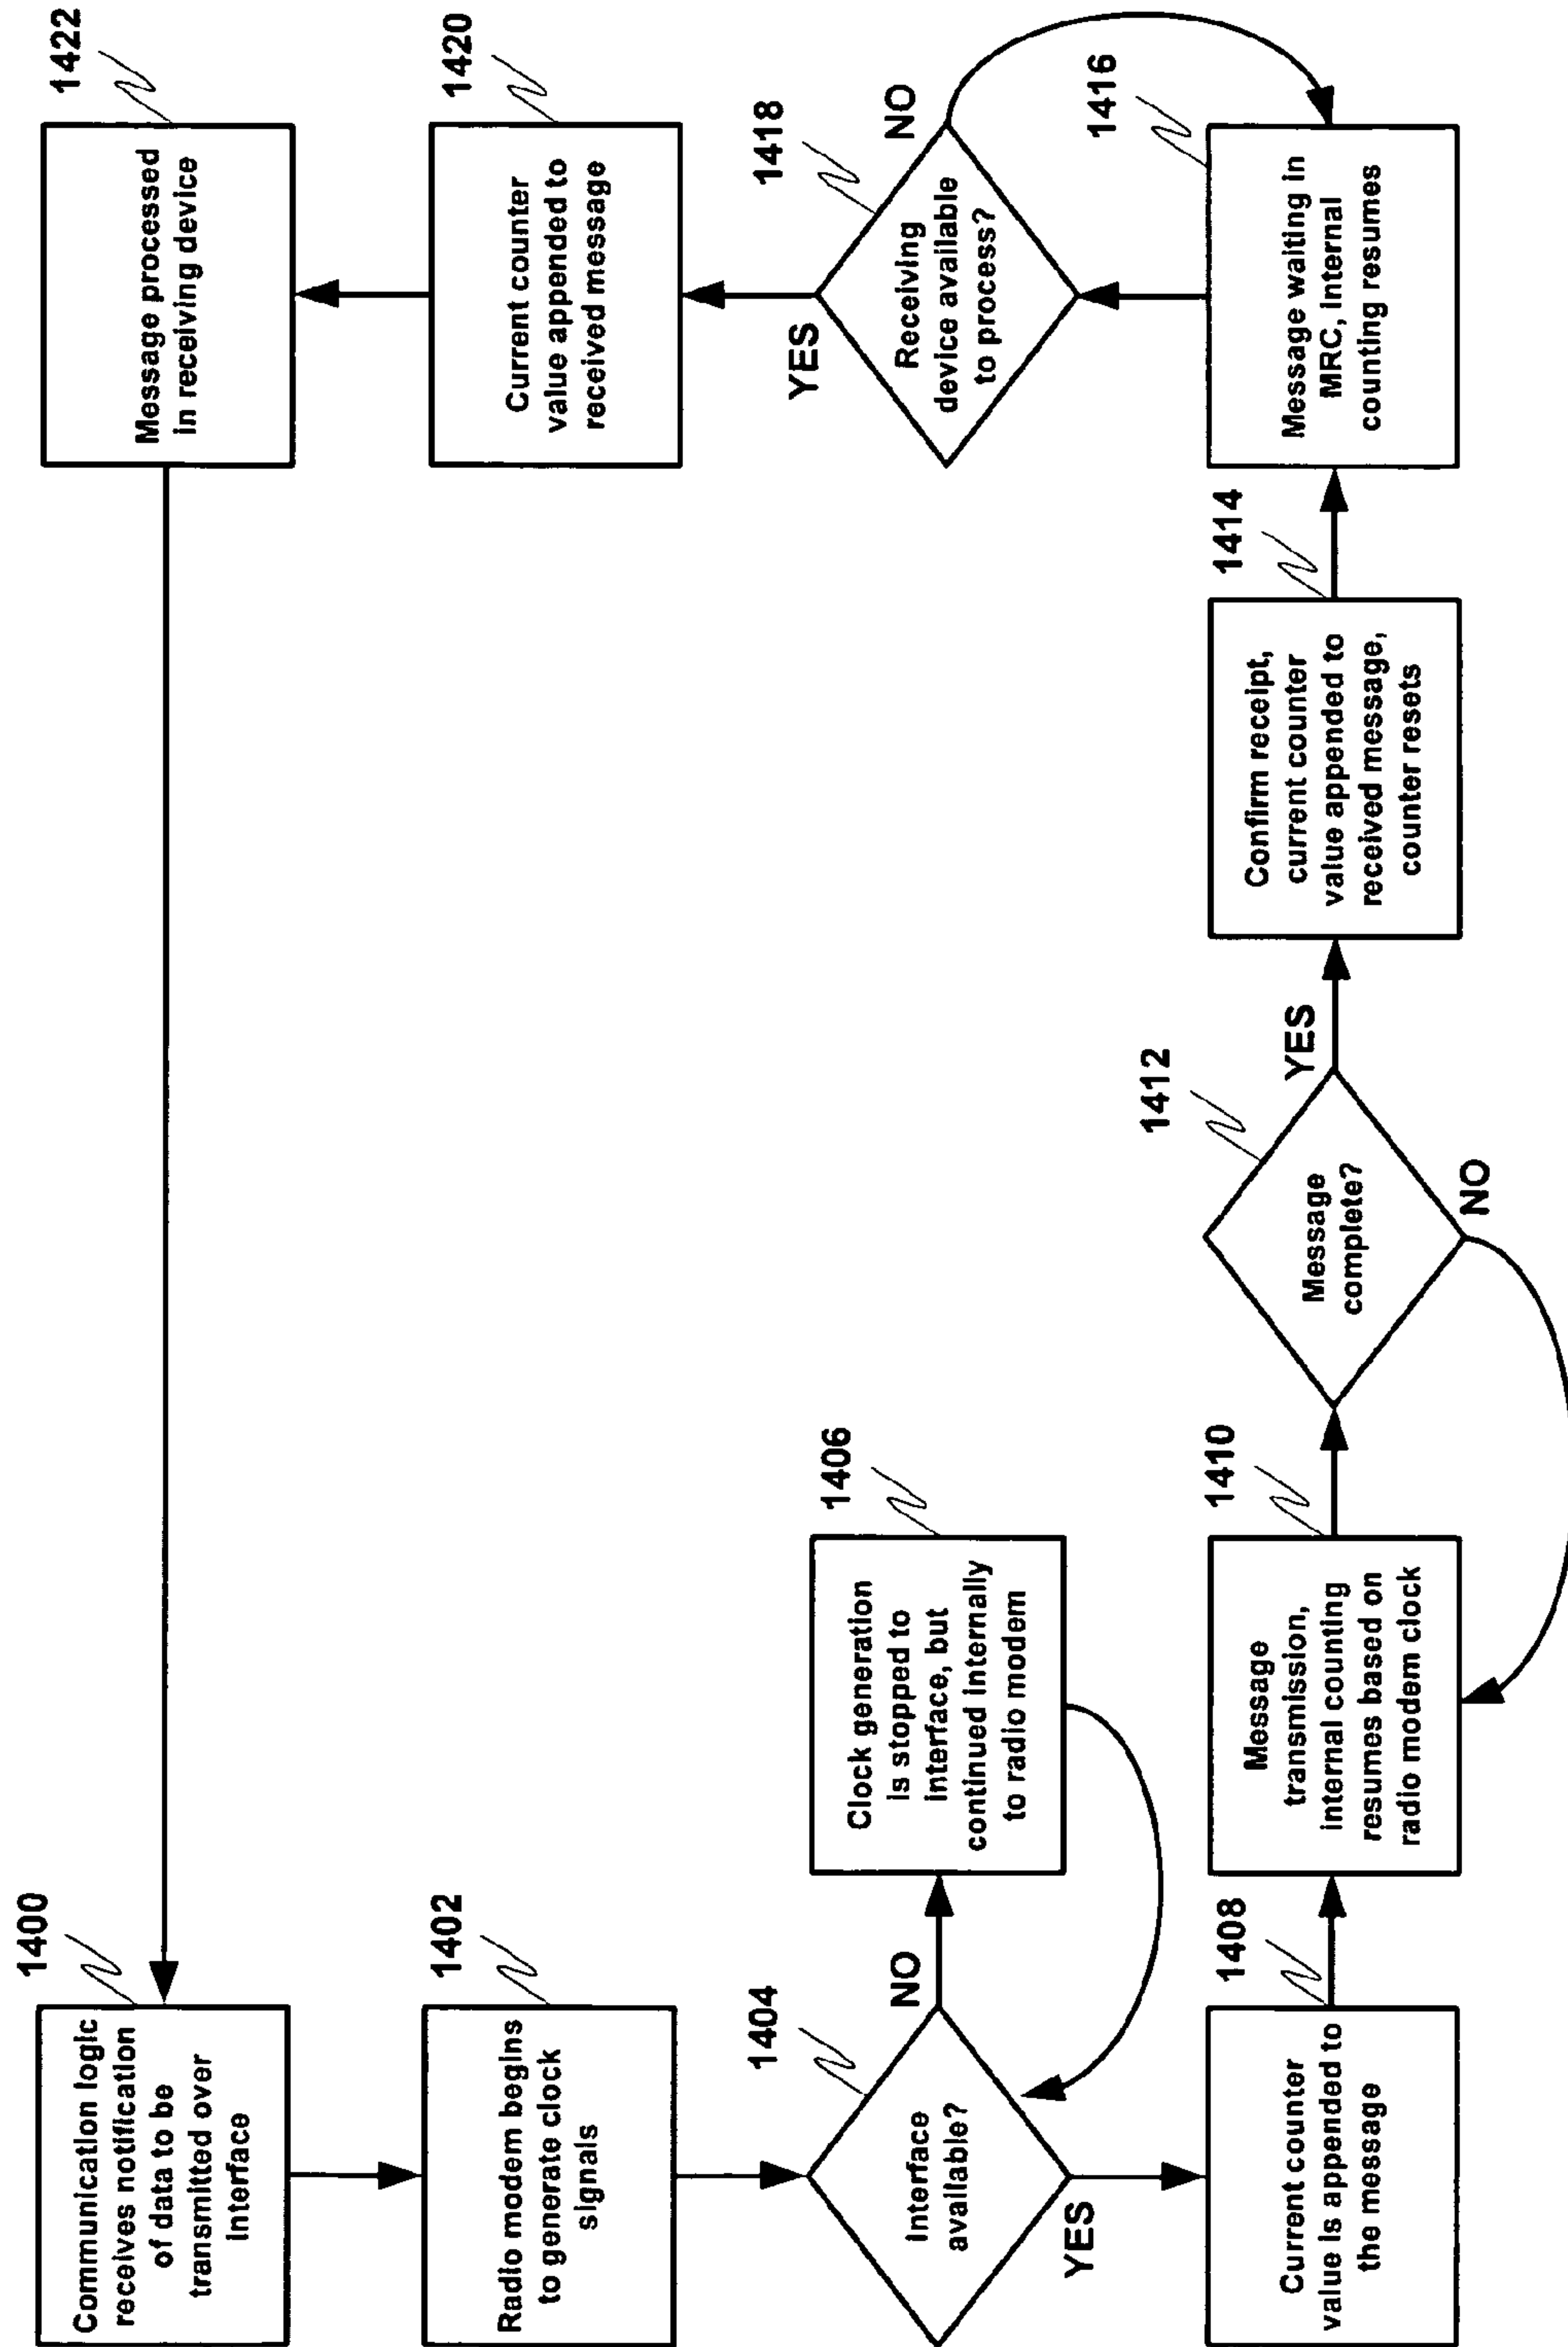 1400
Communication logic
receives notification
of data to be
transmitted over
interface
1402
Radio modem begins
to generate clock
signals
1404
Interface
available?
NO
YES
1406
Clock generation
is stopped to
interface, but
continued internally
to radio modem
1408
Current counter
value is appended to
the message
1410
Message
transmission,
internal counting
resumes based on
radio modem clock
1412
Message
complete?
YES
NO
1414
Confirm receipt,
current counter
value appended to
received message,
counter resets
1416
Message waiting in
MRC, internal
counting resumes
1418
Receiving
device available
to process?
NO
YES
1420
Current counter
value appended to
received message
1422
Message processed
in receiving device